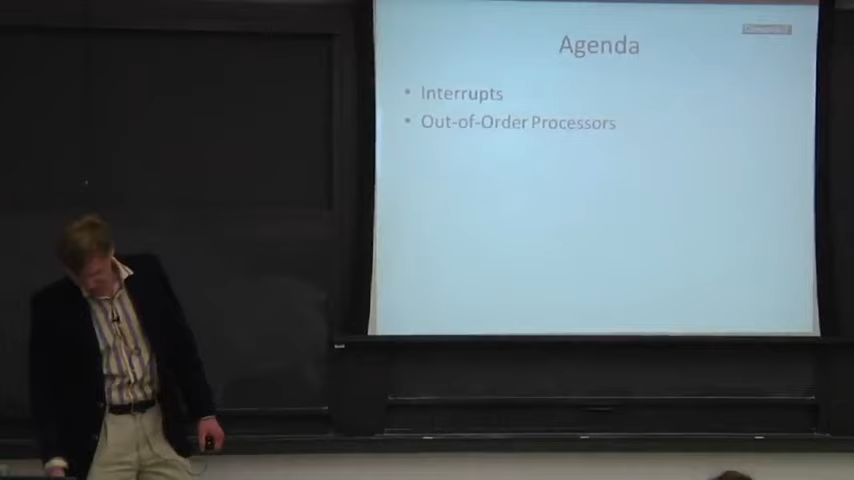 Agenda
• Interrupts
• Out-of-Order Processors